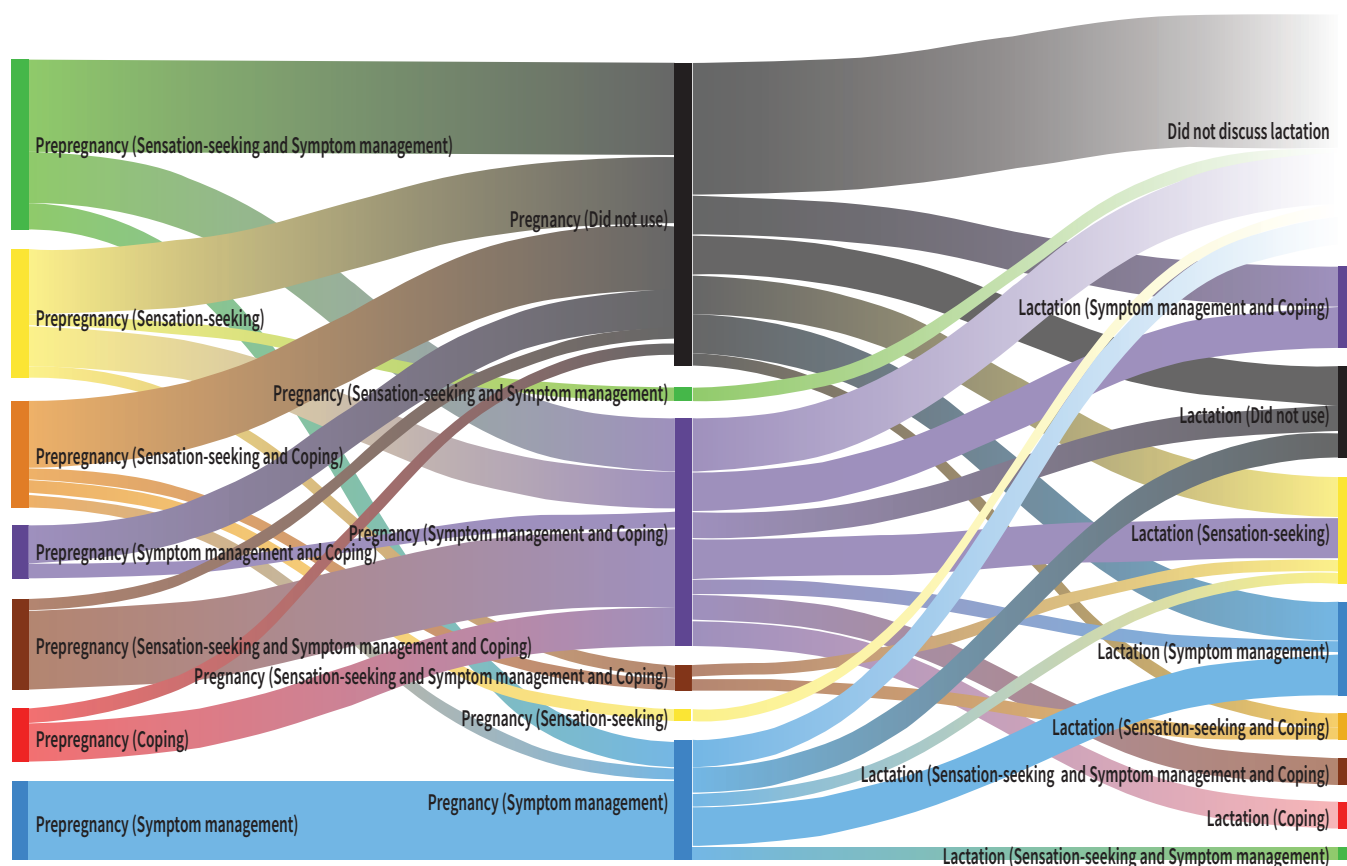 Prepregnancy (Sensation-seeking and Symptom management)
Prepregnancy (Sensation-seeking)
Prepregnancy (Sensation-seeking and Coping)
Prepregnancy (Symptom management and Coping)
Prepregnancy (Sensation-seeking and Symptom management and Coping)
Prepregnancy (Coping)
Prepregnancy (Symptom management)
Pregnancy (Did not use)
Pregnancy (Sensation-seeking and Symptom management)
Pregnancy (Symptom management and Coping)
Pregnancy (Sensation-seeking and Symptom management and Coping)
Pregnancy (Sensation-seeking)
Pregnancy (Symptom management)
Did not discuss lactation
Lactation (Symptom management and Coping)
Lactation (Did not use)
Lactation (Sensation-seeking)
Lactation (Symptom management)
Lactation (Sensation-seeking and Coping)
Lactation (Sensation-seeking and Symptom management and Coping)
Lactation (Coping)
Lactation (Sensation-seeking and Symptom management)